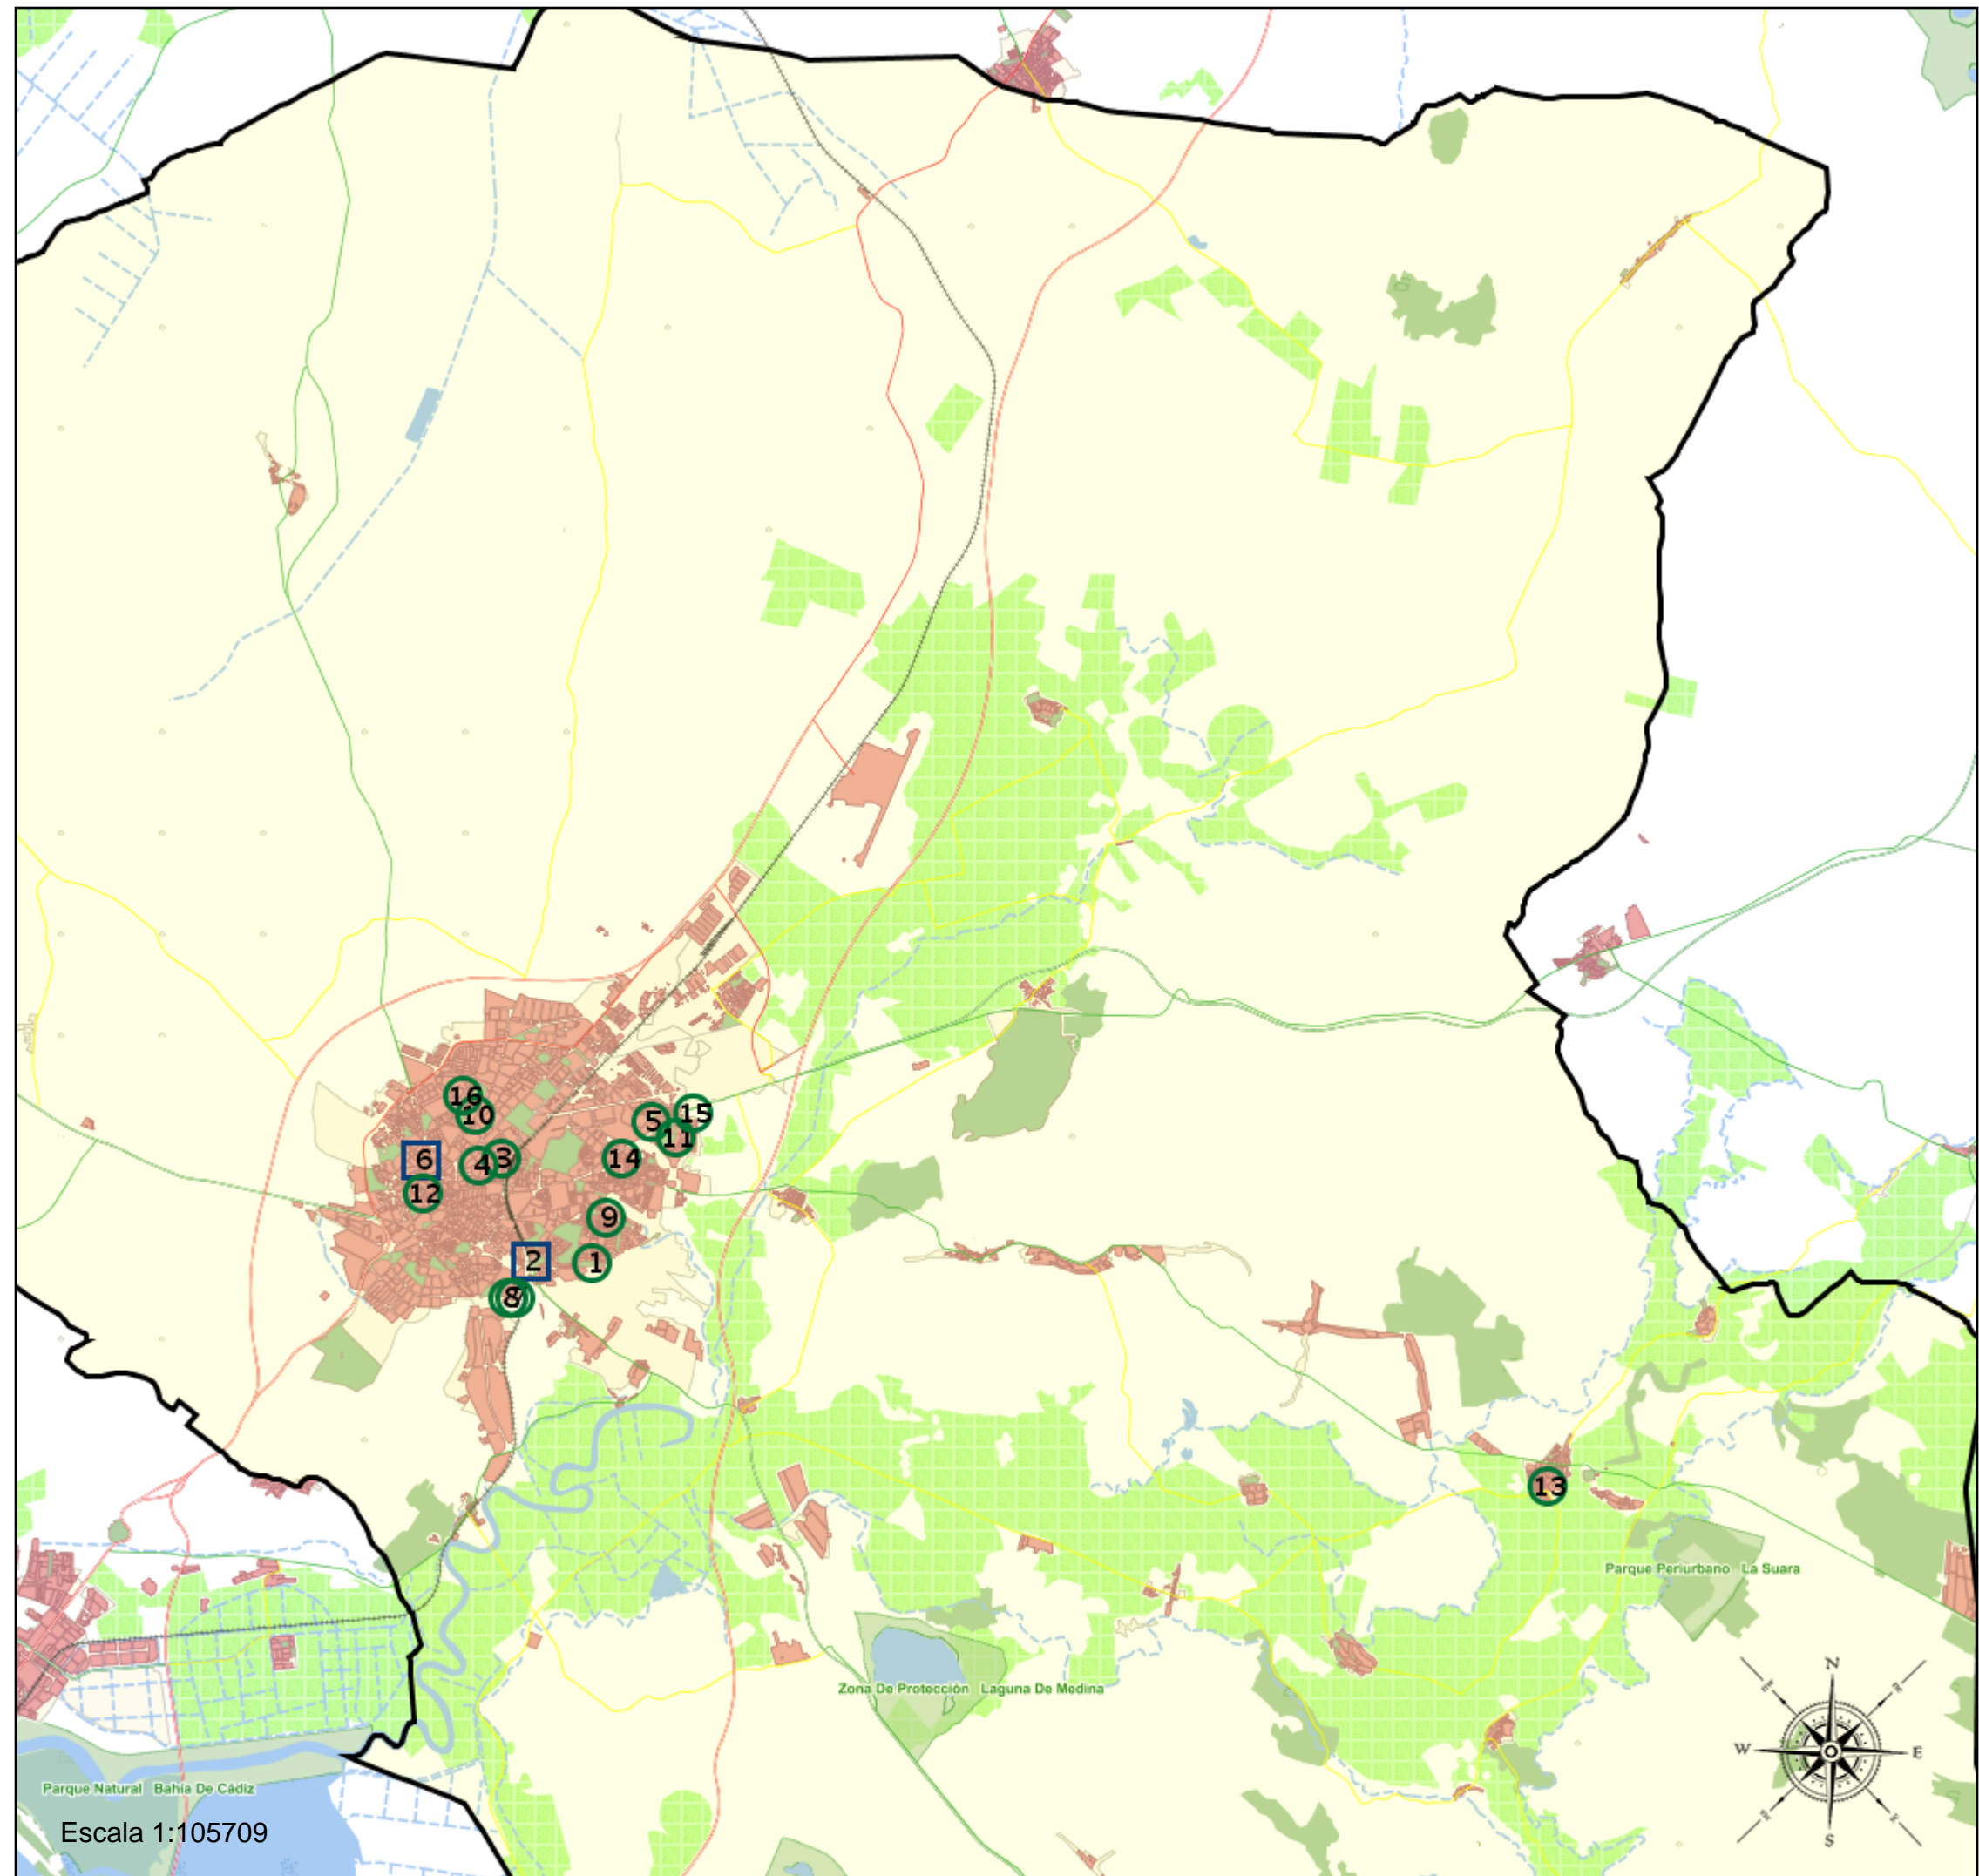 16
10
5
15
11
6
4
3
14
12
9
2
1
8
13
Parque Periurbano La Suara
Zona De Protección Laguna De Medina
Parque Natural Bahía De Cádiz
N
W
E
S
Escala 1:105709